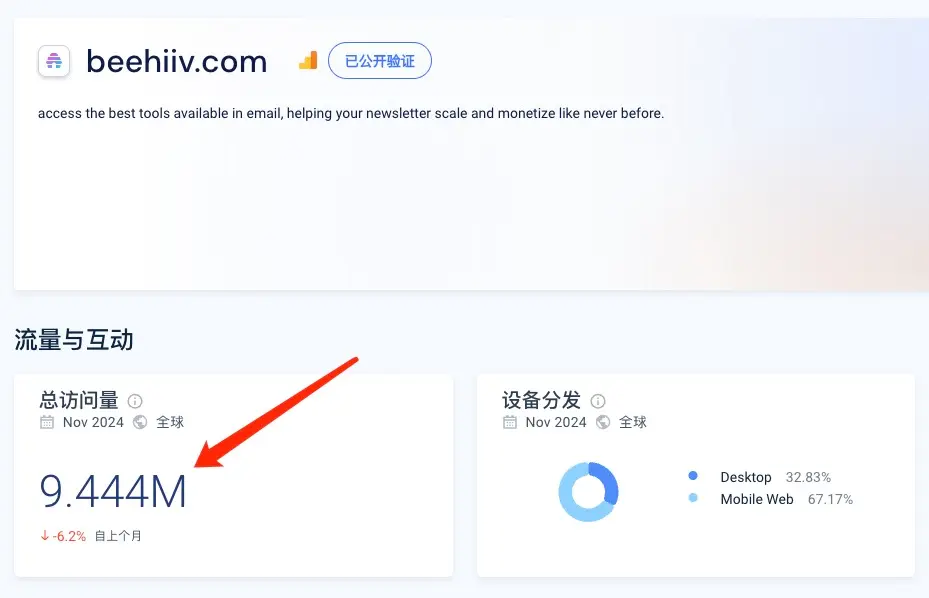 beehiiv.com 已公开验证
access the best tools available in email, helping your newsletter scale and monetize like never before.
流量与互动
总访问量
Nov 2024 全球
9.444M
↓ -6.2% 自上个月
设备分发
Nov 2024 全球
Desktop 32.83%
Mobile Web 67.17%